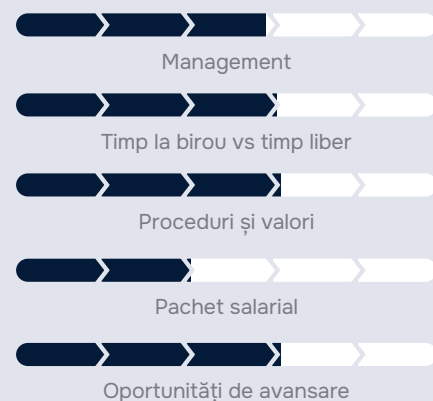 Management
Timp la birou vs timp liber
Proceduri și valori
Pachet salarial
Oportunități de avansare